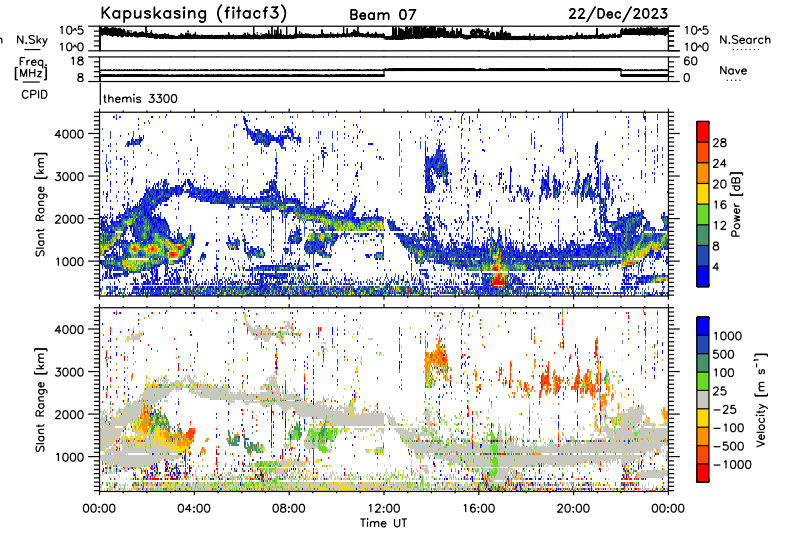 Kapuskasing (fitacf3) Beam 07 22/Dec/2023
N.Sky 10^5 10^5 N.Search
10^0 10^0
Freq. 18 60 Nave
[MHz] 8 0
CPID themis 3300
4000
3000
2000
1000
Slant Range [km]
28
24
20
16
12
8
4
Power [dB]
4000
3000
2000
1000
Slant Range [km]
1000
500
100
25
-25
-100
-500
-1000
Velocity [m s⁻¹]
00:00 04:00 08:00 12:00 16:00 20:00 00:00
Time UT